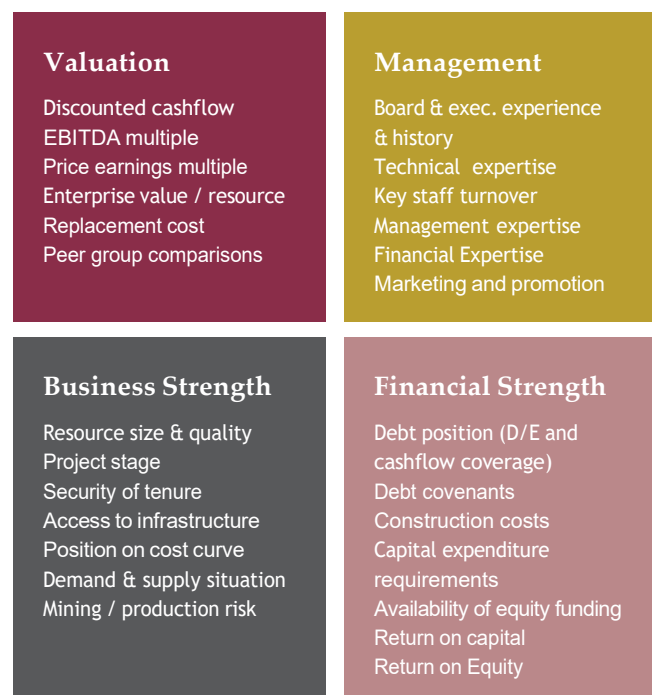 Valuation
Discounted cashflow
EBITDA multiple
Price earnings multiple
Enterprise value / resource
Replacement cost
Peer group comparisons
Management
Board & exec. experience
& history
Technical expertise
Key staff turnover
Management expertise
Financial Expertise
Marketing and promotion
Business Strength
Resource size & quality
Project stage
Security of tenure
Access to infrastructure
Position on cost curve
Demand & supply situation
Mining / production risk
Financial Strength
Debt position (D/E and
cashflow coverage)
Debt covenants
Construction costs
Capital expenditure
requirements
Availability of equity funding
Return on capital
Return on Equity